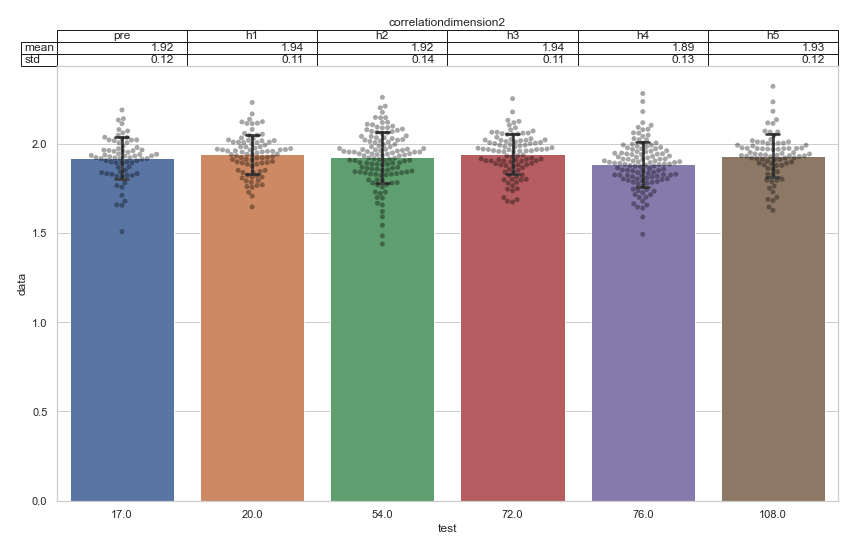 correlationdimension2
pre h1 h2 h3 h4 h5
mean 1.92 1.94 1.92 1.94 1.89 1.93
std 0.12 0.11 0.14 0.11 0.13 0.12
2.0
1.5
1.0
0.5
0.0
data
17.0 20.0 54.0 72.0 76.0 108.0
test